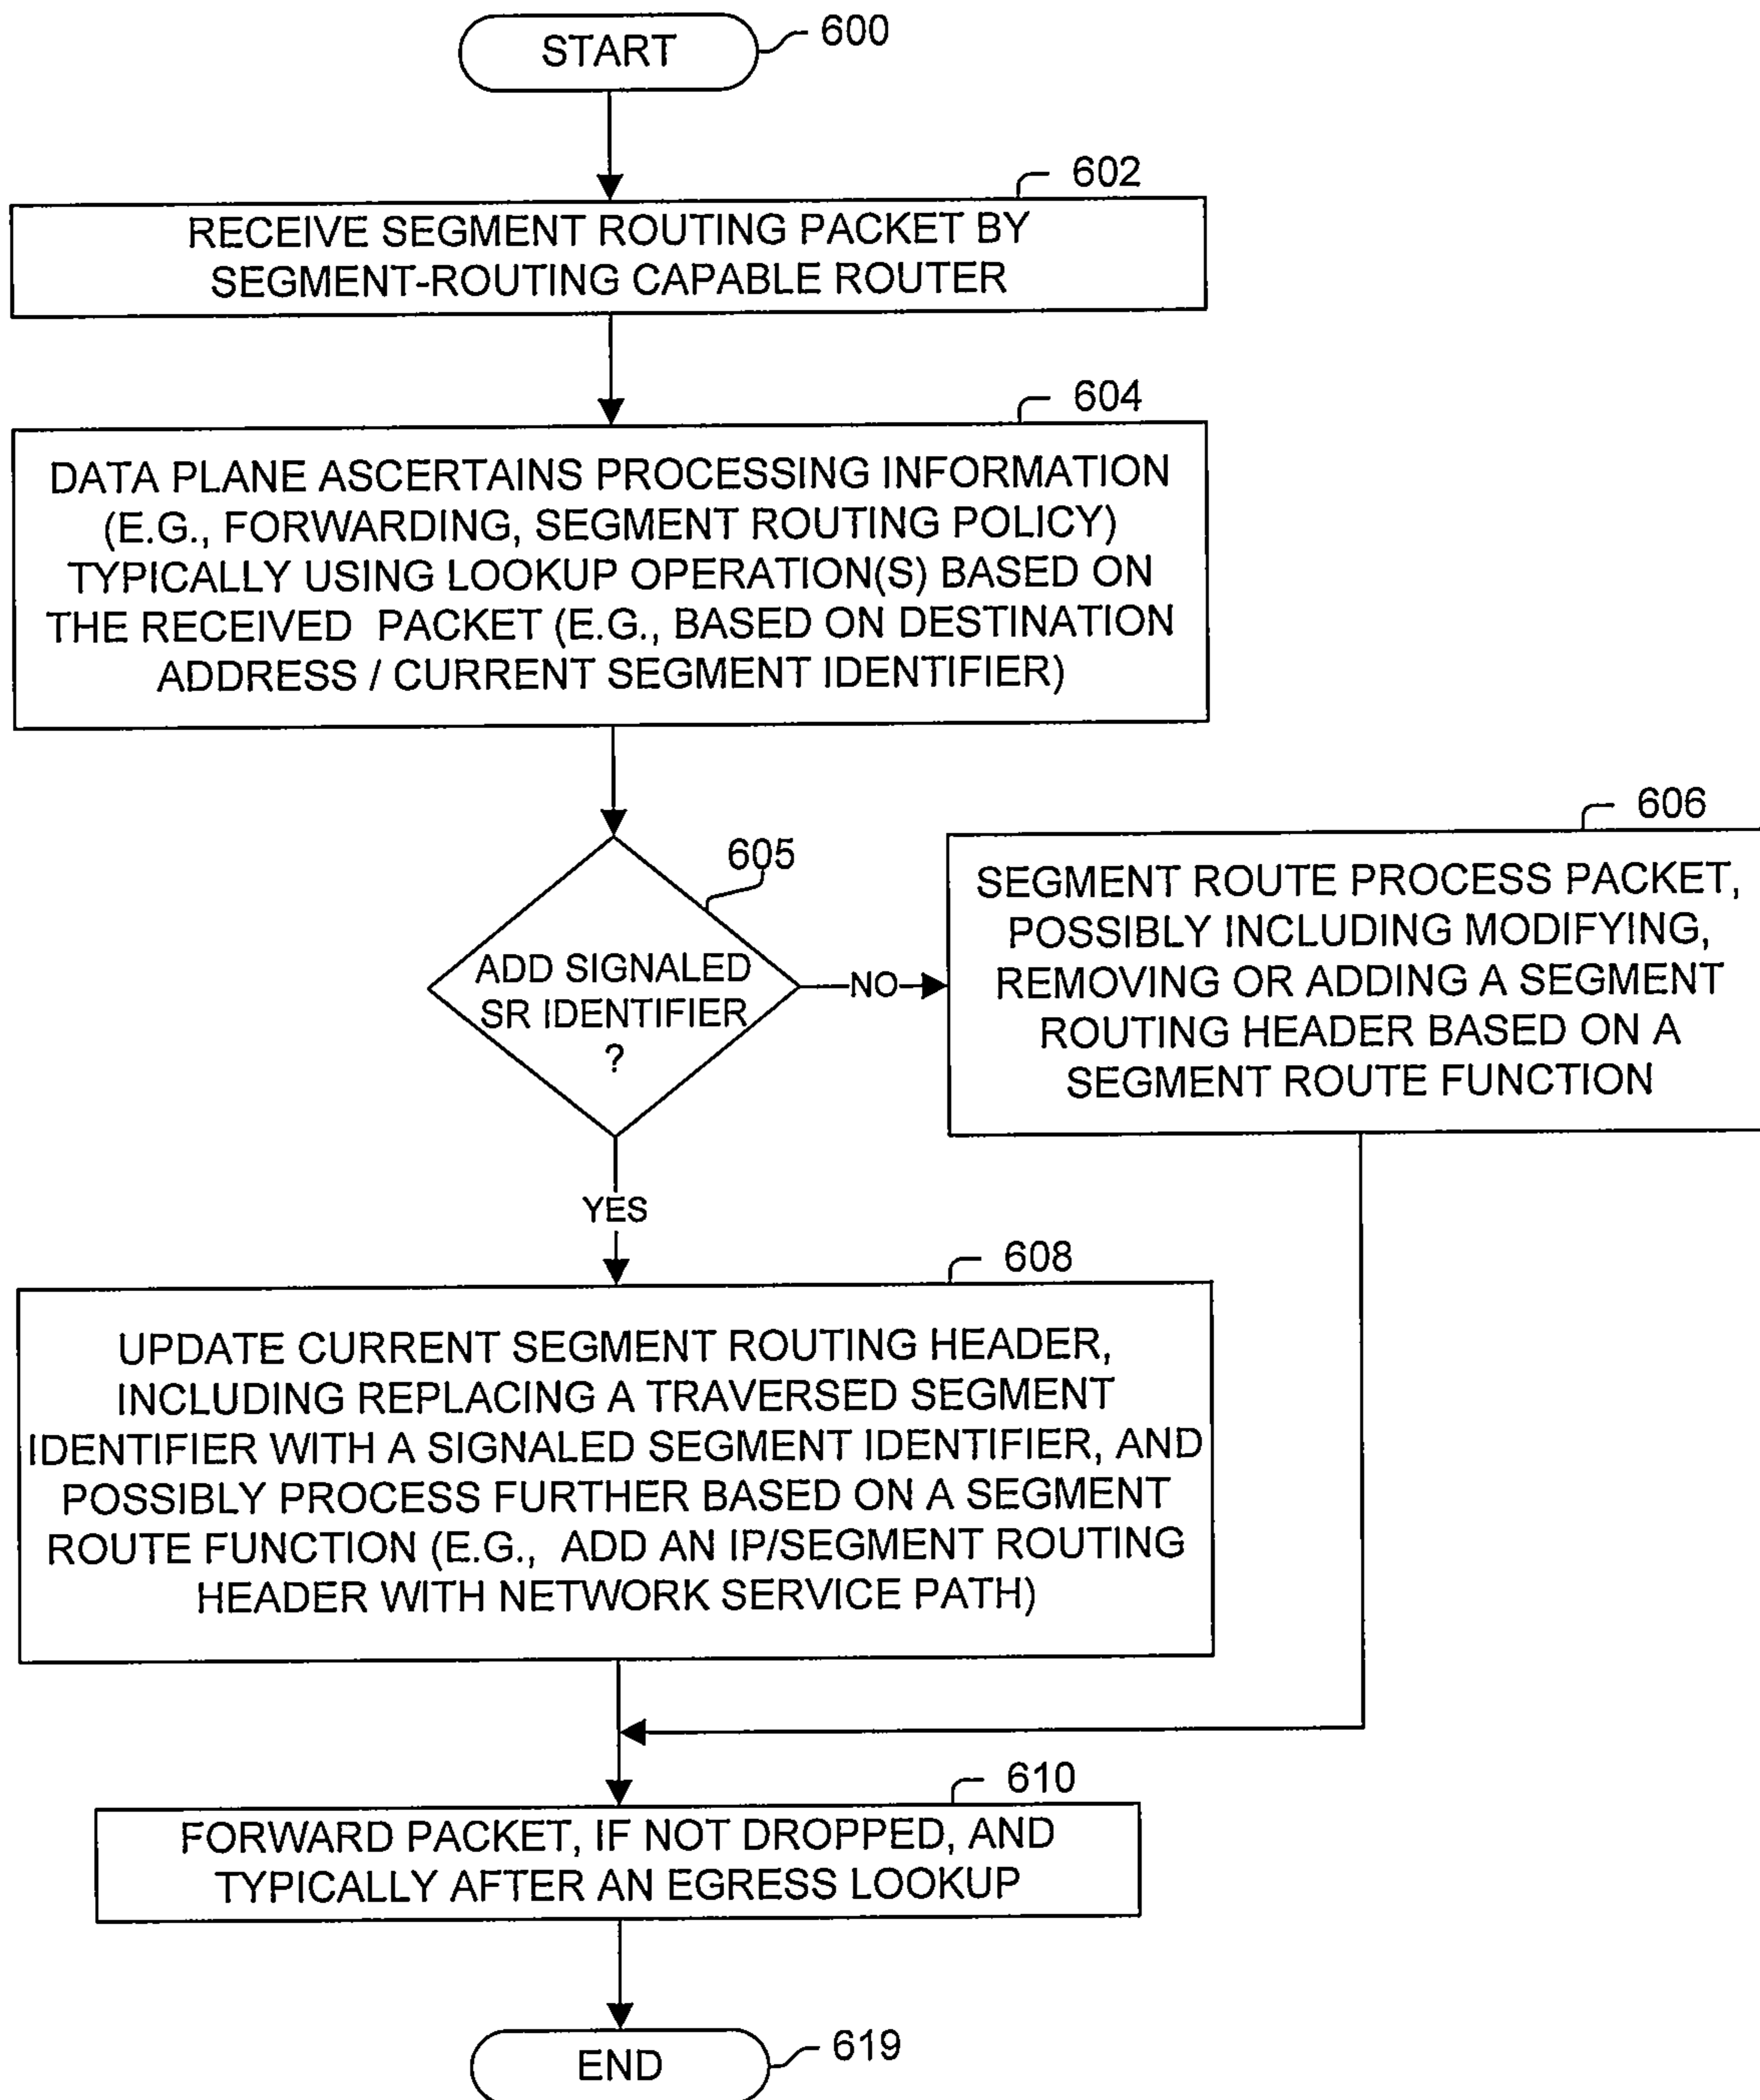 START
600
602
RECEIVE SEGMENT ROUTING PACKET BY
SEGMENT-ROUTING CAPABLE ROUTER
604
DATA PLANE ASCERTAINS PROCESSING INFORMATION
(E.G., FORWARDING, SEGMENT ROUTING POLICY)
TYPICALLY USING LOOKUP OPERATION(S) BASED ON
THE RECEIVED PACKET (E.G., BASED ON DESTINATION
ADDRESS / CURRENT SEGMENT IDENTIFIER)
605
ADD SIGNALED
SR IDENTIFIER
?
NO
606
SEGMENT ROUTE PROCESS PACKET,
POSSIBLY INCLUDING MODIFYING,
REMOVING OR ADDING A SEGMENT
ROUTING HEADER BASED ON A
SEGMENT ROUTE FUNCTION
YES
608
UPDATE CURRENT SEGMENT ROUTING HEADER,
INCLUDING REPLACING A TRAVERSED SEGMENT
IDENTIFIER WITH A SIGNALED SEGMENT IDENTIFIER, AND
POSSIBLY PROCESS FURTHER BASED ON A SEGMENT
ROUTE FUNCTION (E.G., ADD AN IP/SEGMENT ROUTING
HEADER WITH NETWORK SERVICE PATH)
610
FORWARD PACKET, IF NOT DROPPED, AND
TYPICALLY AFTER AN EGRESS LOOKUP
END
619